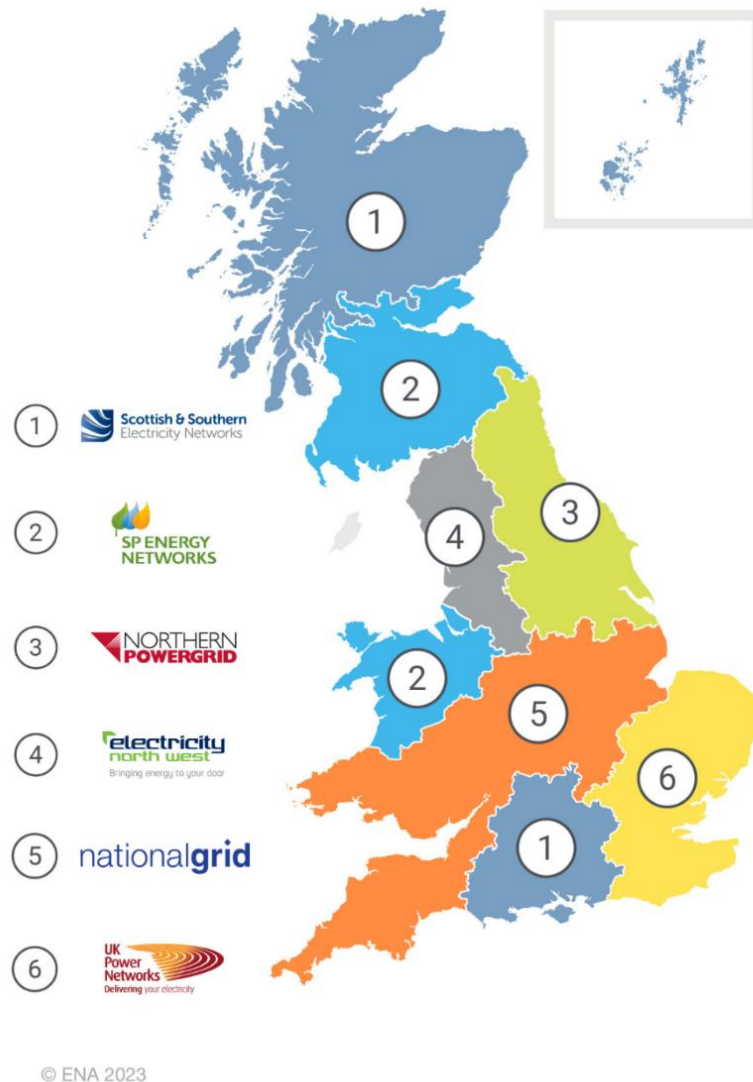 1
2
1
Scottish & Southern
Electricity Networks
2
SP ENERGY
NETWORKS
3
4
3
NORTHERN
POWERGRID
2
5
4
electricity
north west
Bringing energy to your door
6
5
nationalgrid
1
6
UK
Power
Networks
Delivering your electricity
© ENA 2023